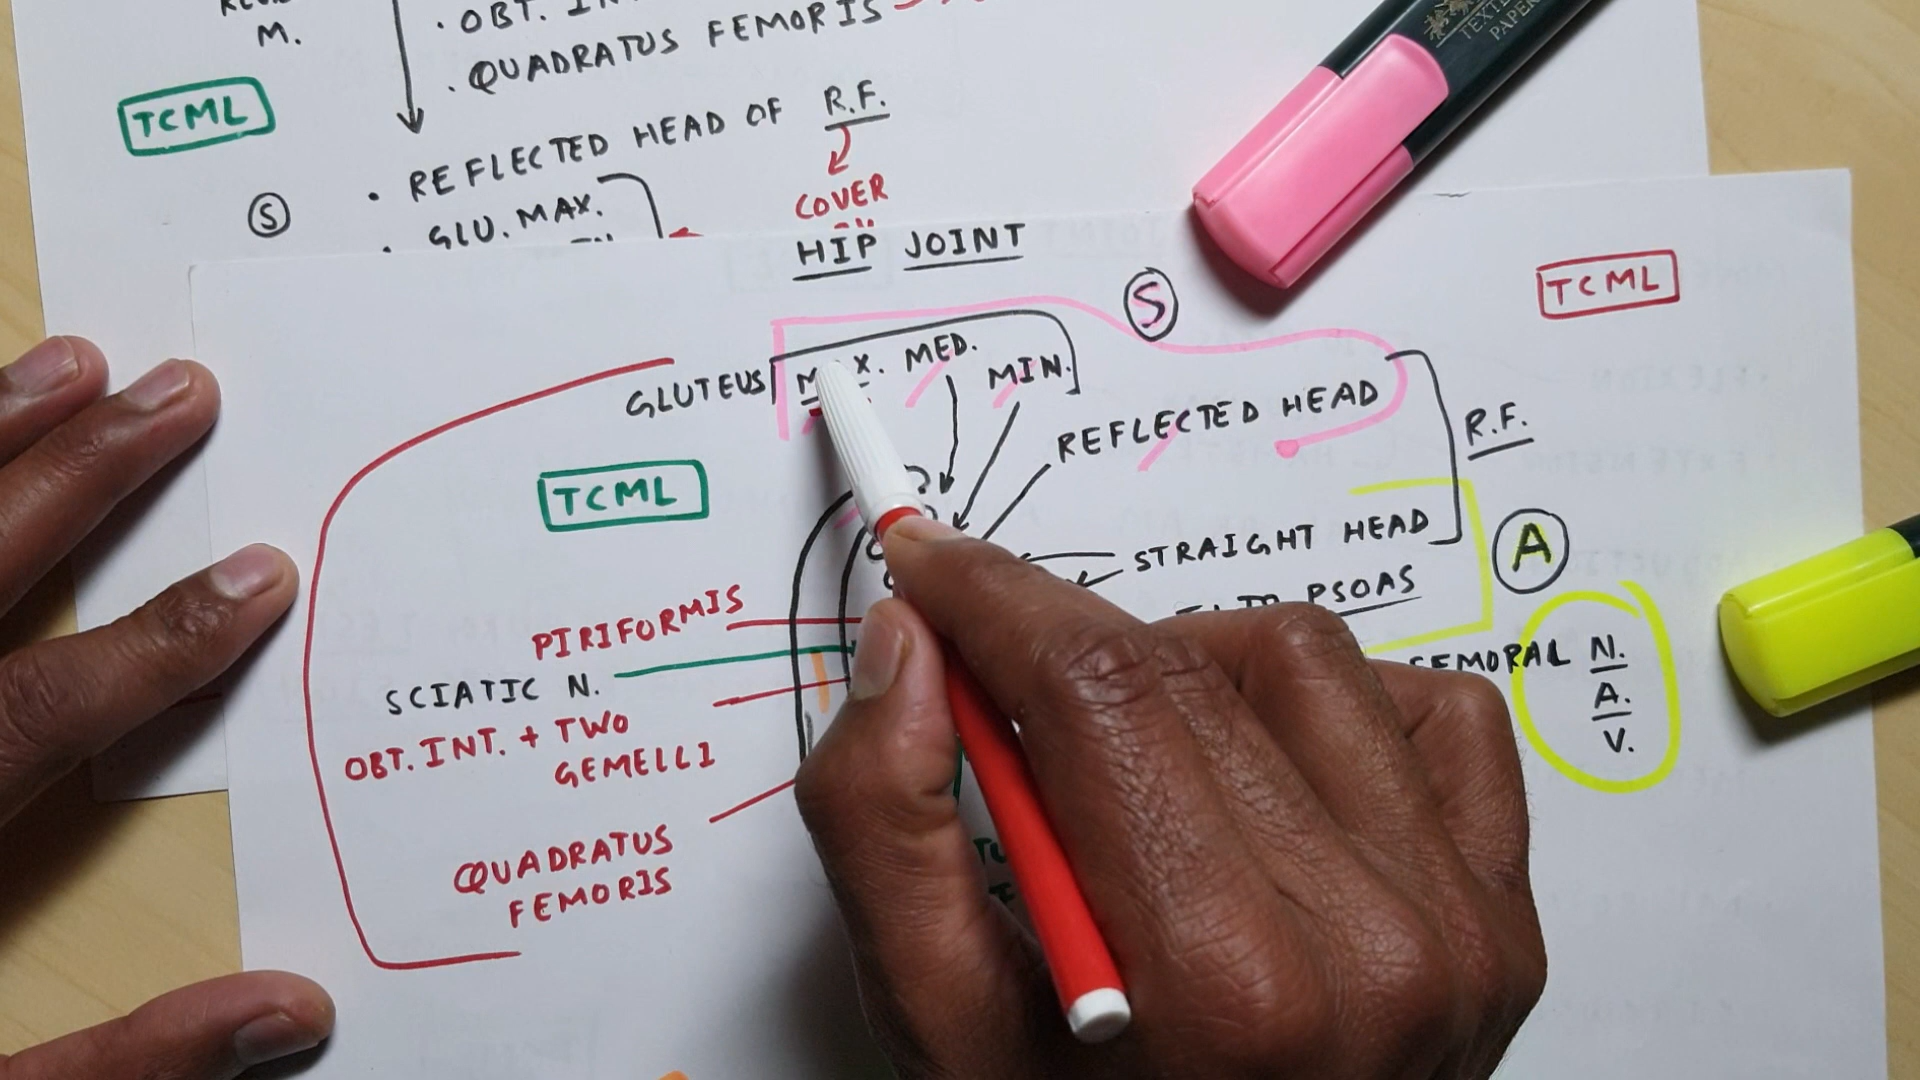 M.
· OBT.
· QUADRATUS FEMORIS
TCML
· REFLECTED HEAD OF R.F.
COVER
S
· GLU. MAX.
HIP JOINT
TCML
S
GLUTEUS
MED.
MIN.
REFLECTED HEAD
R.F.
TCML
STRAIGHT HEAD
A
PSOAS
PIRIFORMIS
SCIATIC N.
FEMORAL N.
A.
V.
OBT. INT. + TWO
GEMELLI
QUADRATUS
FEMORIS